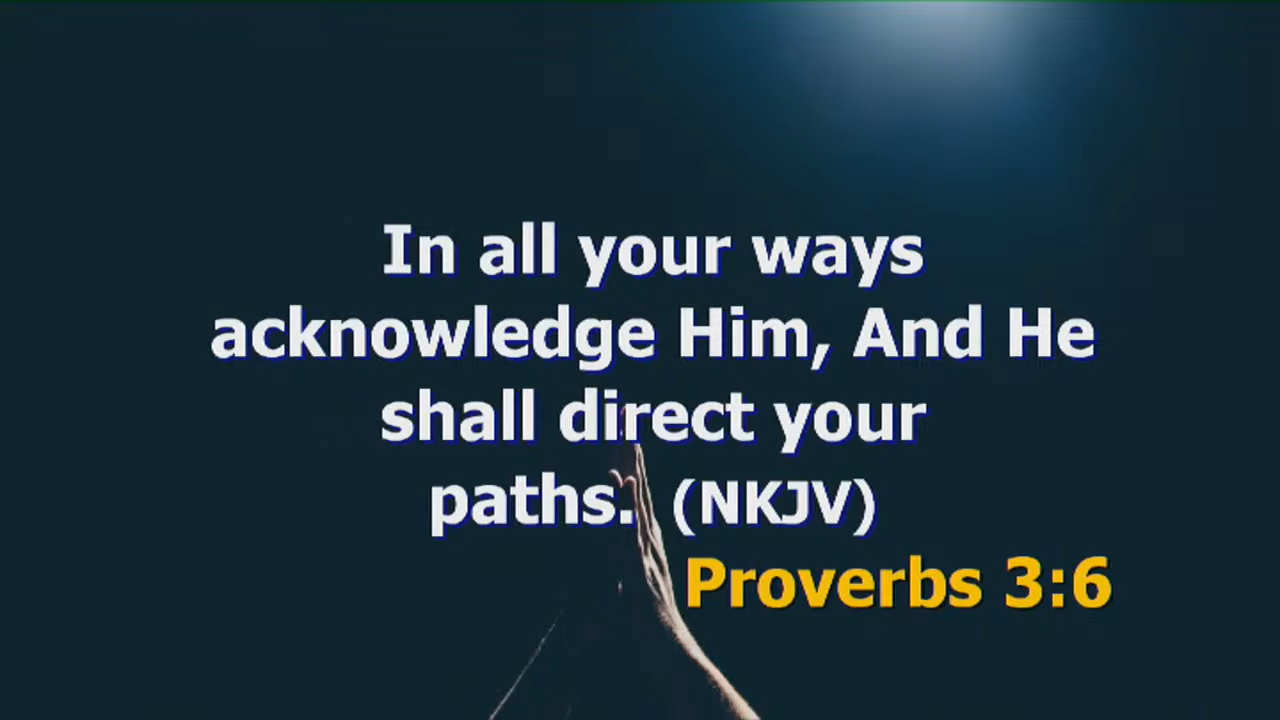 In all your ways
acknowledge Him, And He
shall direct your
paths. (NKJV)
Proverbs 3:6